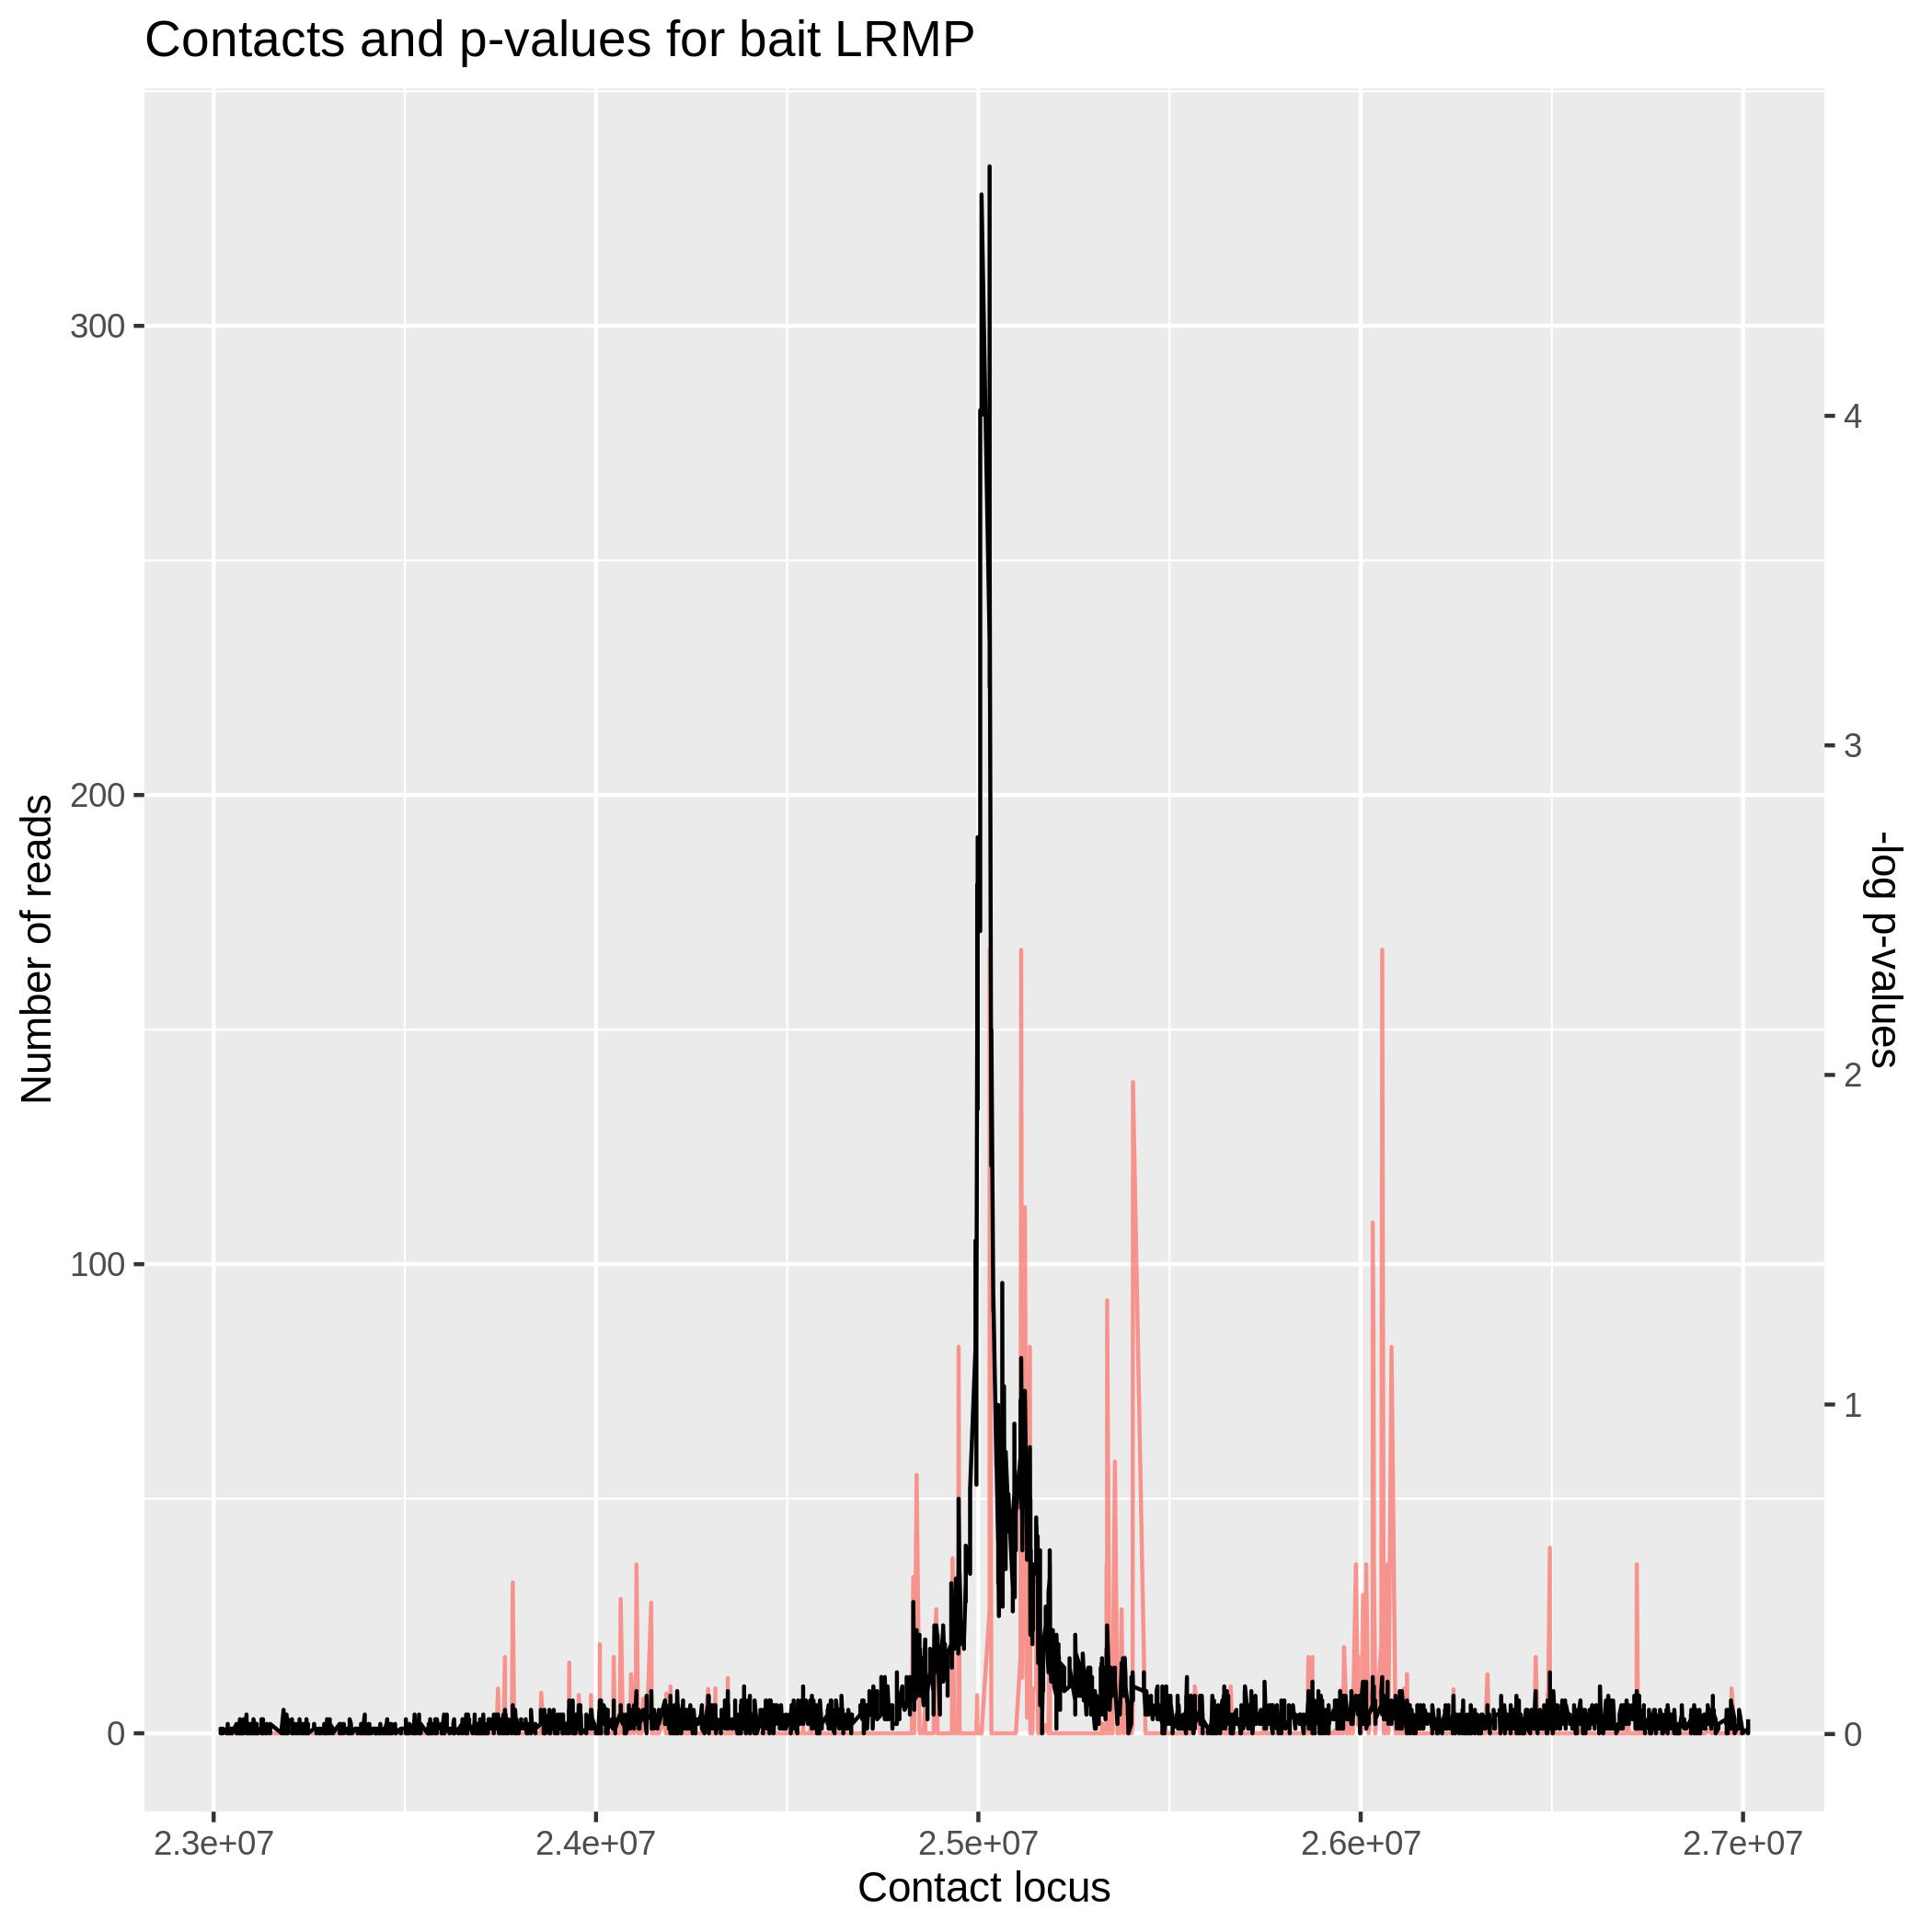 Contacts and p-values for bait LRMP
Number of reads
300
200
100
0
4
3
2
1
0
-log p-values
2.3e+07
2.4e+07
2.5e+07
2.6e+07
2.7e+07
Contact locus